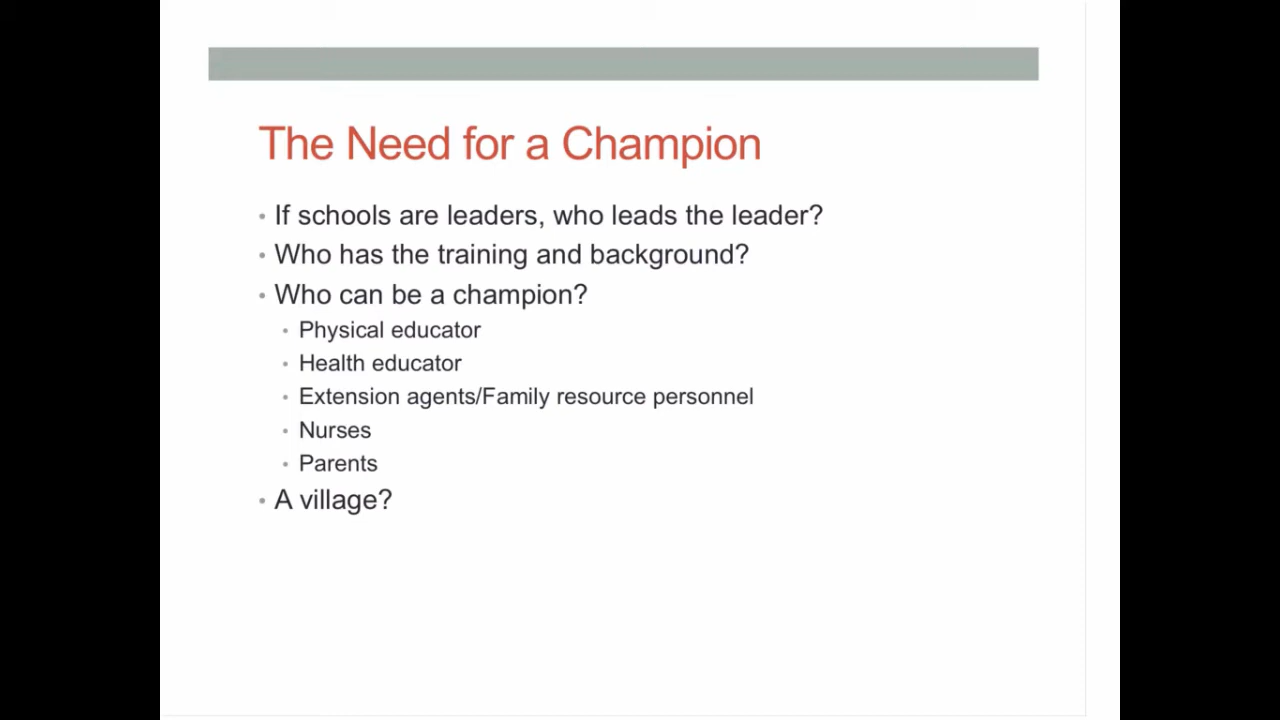 The Need for a Champion
• If schools are leaders, who leads the leader?
• Who has the training and background?
• Who can be a champion?
• Physical educator
• Health educator
• Extension agents/Family resource personnel
• Nurses
• Parents
• A village?